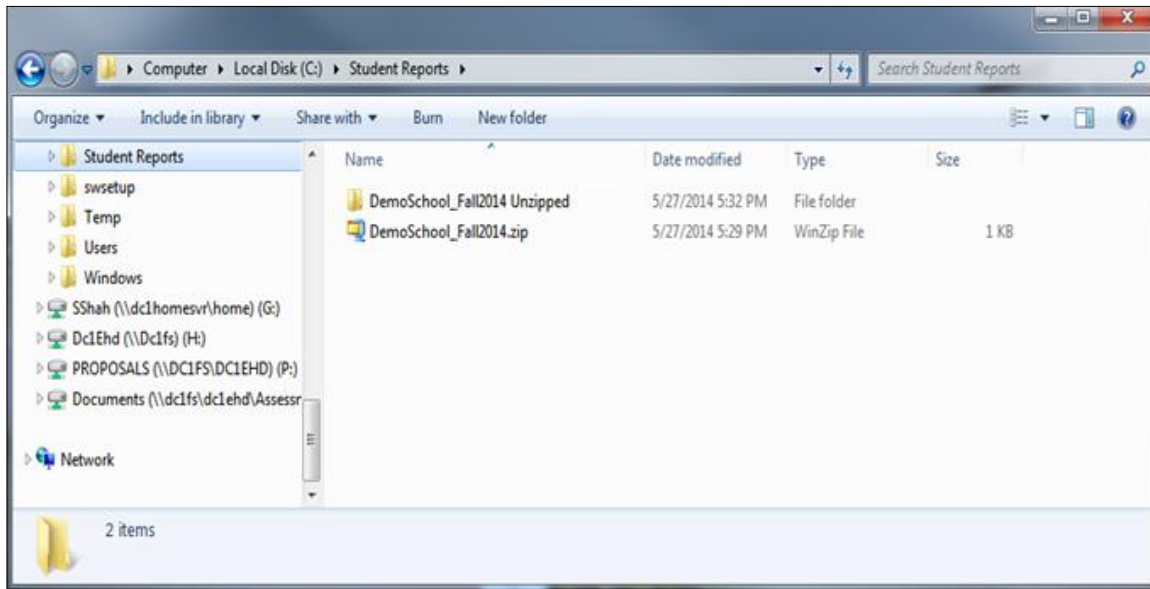 Computer Local Disk (C:) Student Reports Search Student Reports
Organize Include in library Share with Burn New folder
Student Reports
swsetup
Temp
Users
Windows
SShah (\\dc1homesvr\home) (G:)
Dc1Ehd (\\Dc1fs) (H:)
PROPOSALS (\\DC1FS\DC1EHD) (P:)
Documents (\\dc1fs\dc1ehd\Assessr
Network
Name Date modified Type Size
DemoSchool_Fall2014 Unzipped 5/27/2014 5:32 PM File folder
DemoSchool_Fall2014.zip 5/27/2014 5:29 PM WinZip File 1 KB
2 items